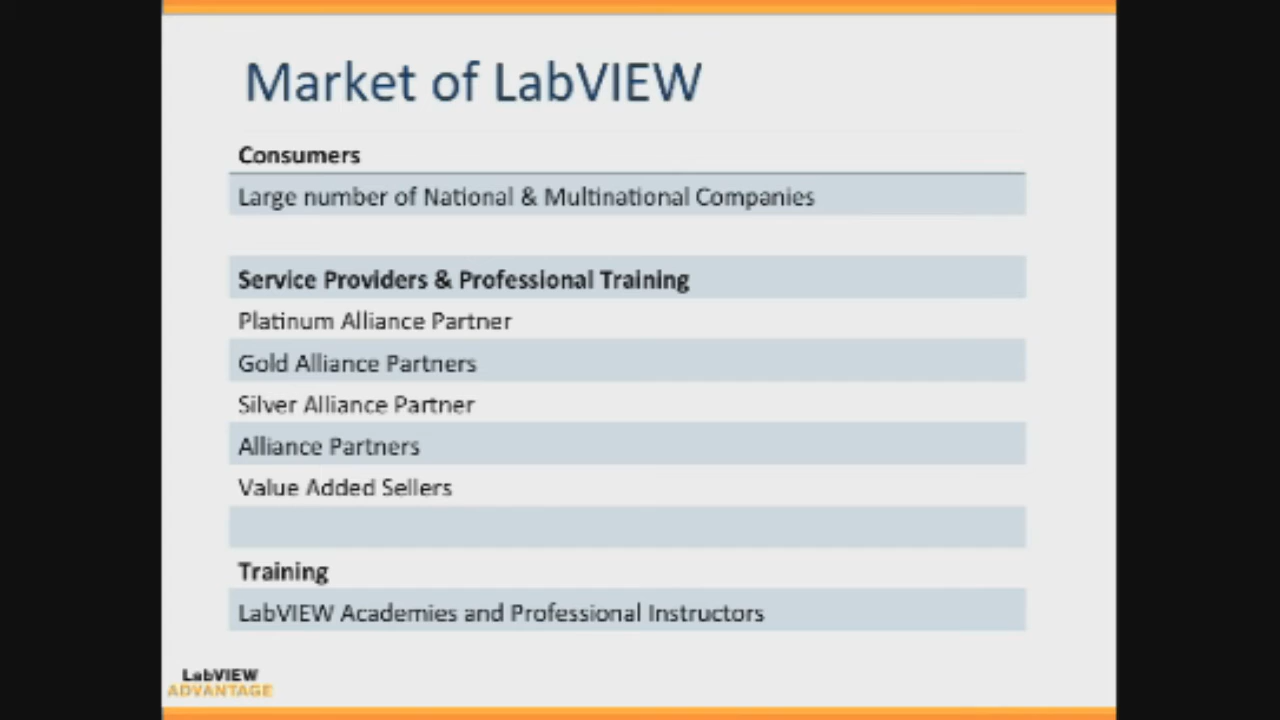 Market of LabVIEW
Consumers
Large number of National & Multinational Companies
Service Providers & Professional Training
Platinum Alliance Partner
Gold Alliance Partners
Silver Alliance Partner
Alliance Partners
Value Added Sellers
Training
LabVIEW Academies and Professional Instructors
LabVIEW
ADVANTAGE